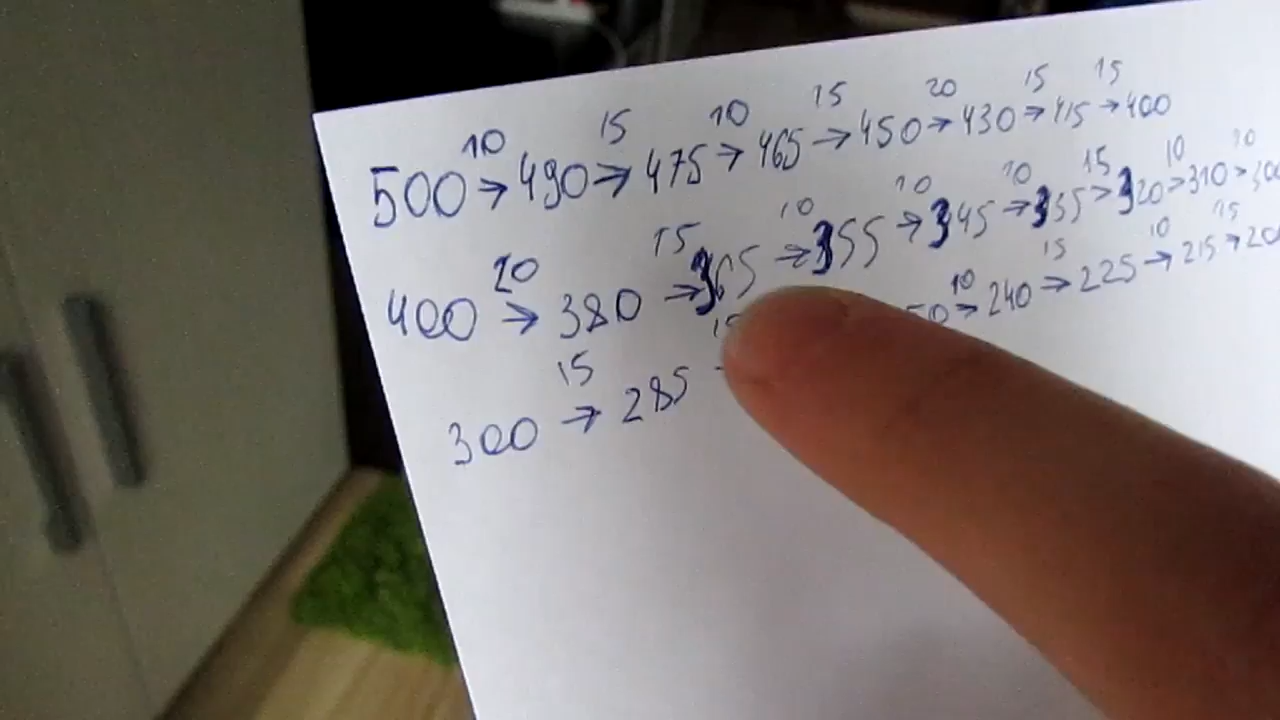 10 15 10 15 20 15 15
500 → 490 → 475 → 465 → 450 → 430 → 415 → 400
20 15 10 10 10 15 10 10
400 → 380 → 365 → 355 → 345 → 335 → 320 → 310 → 300
15 15 10 15 10 15
300 → 285 → 50 → 240 → 225 → 215 → 200